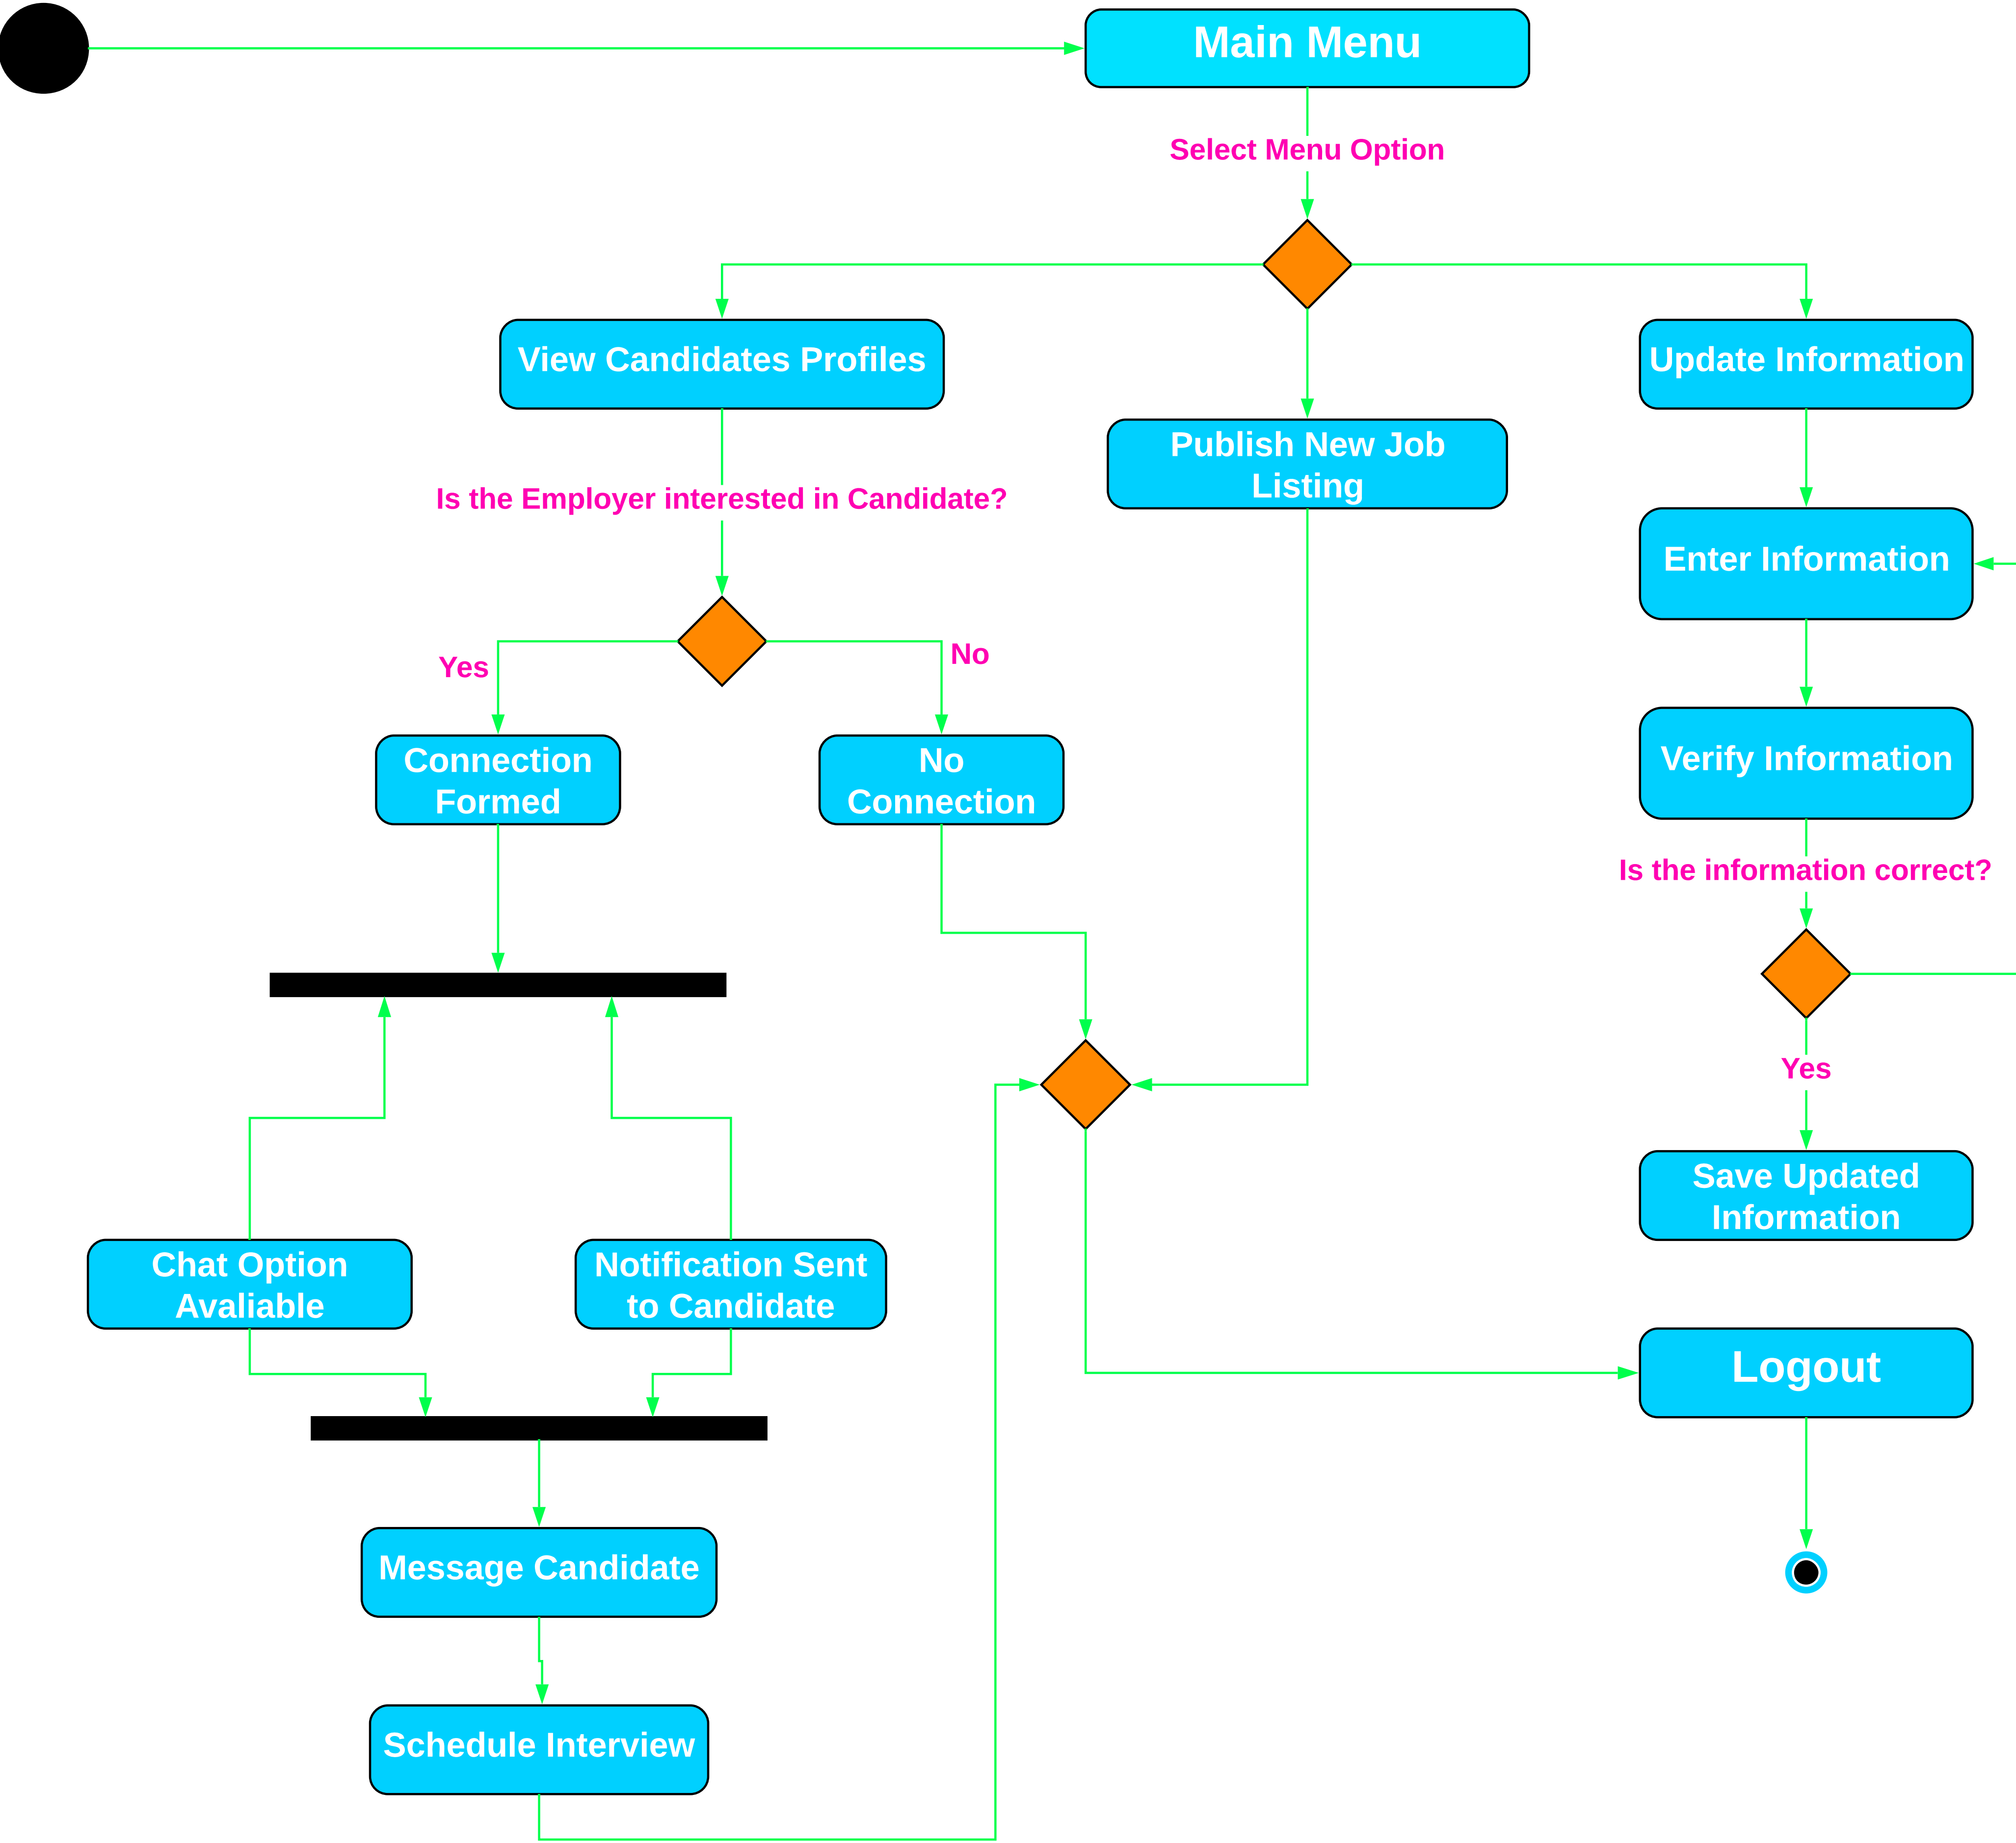 Main Menu
Select Menu Option
View Candidates Profiles
Update Information
Publish New Job
Listing
Is the Employer interested in Candidate?
Enter Information
Yes
No
Connection
Formed
No
Connection
Verify Information
Is the information correct?
Yes
Save Updated
Information
Chat Option
Avaliable
Notification Sent
to Candidate
Logout
Message Candidate
Schedule Interview